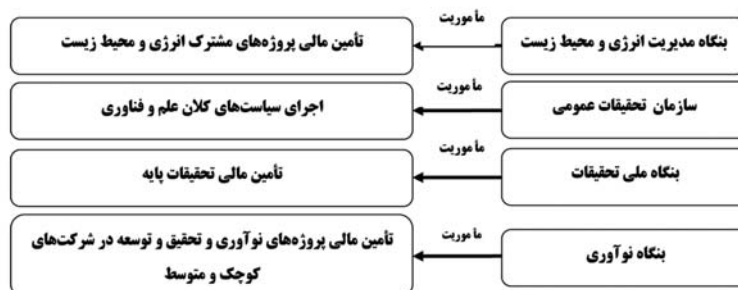 مأموریت
بنگاه مدیریت انرژی و محیط زیست
تأمین مالی پروژه‌های مشترک انرژی و محیط زیست
مأموریت
سازمان تحقیقات عمومی
اجرای سیاست‌های کلان علم و فناوری
مأموریت
بنگاه ملی تحقیقات
تأمین مالی تحقیقات پایه
مأموریت
بنگاه نوآوری
تأمین مالی پروژه‌های نوآوری و تحقیق و توسعه در شرکت‌های
کوچک و متوسط